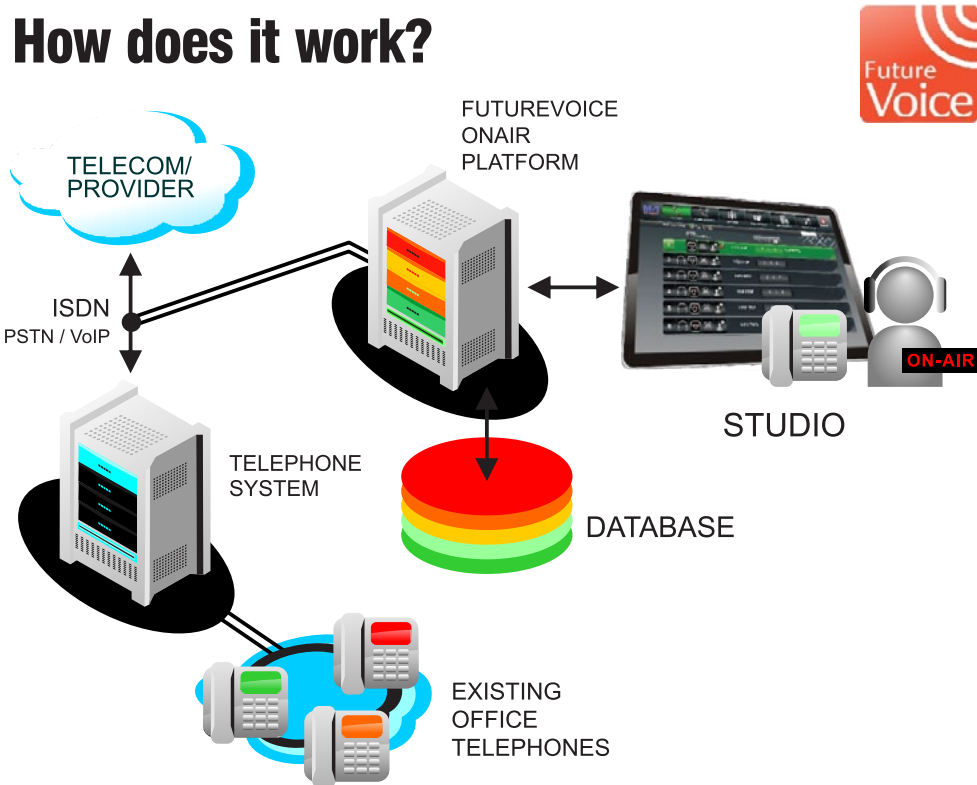 How does it work?
Future
Voice
FUTUREVOICE
ONAIR
PLATFORM
TELECOM/
PROVIDER
ISDN
PSTN / VoIP
ON-AIR
STUDIO
TELEPHONE
SYSTEM
DATABASE
EXISTING
OFFICE
TELEPHONES